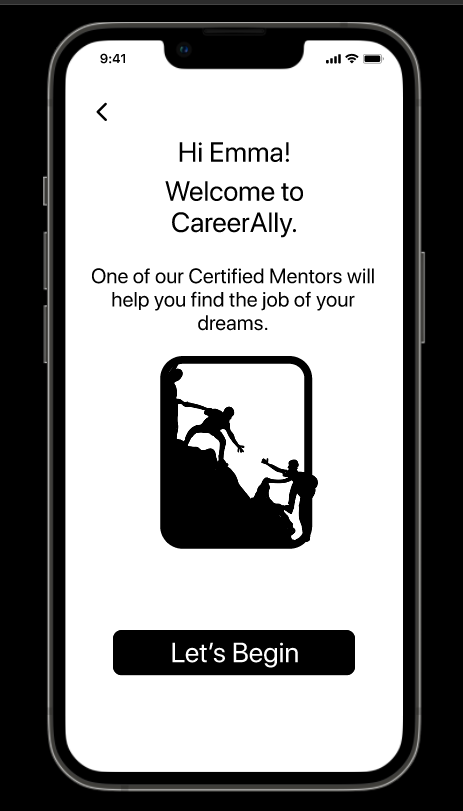 9:41
Hi Emma!
Welcome to
CareerAlly.
One of our Certified Mentors will
help you find the job of your
dreams.
Let's Begin